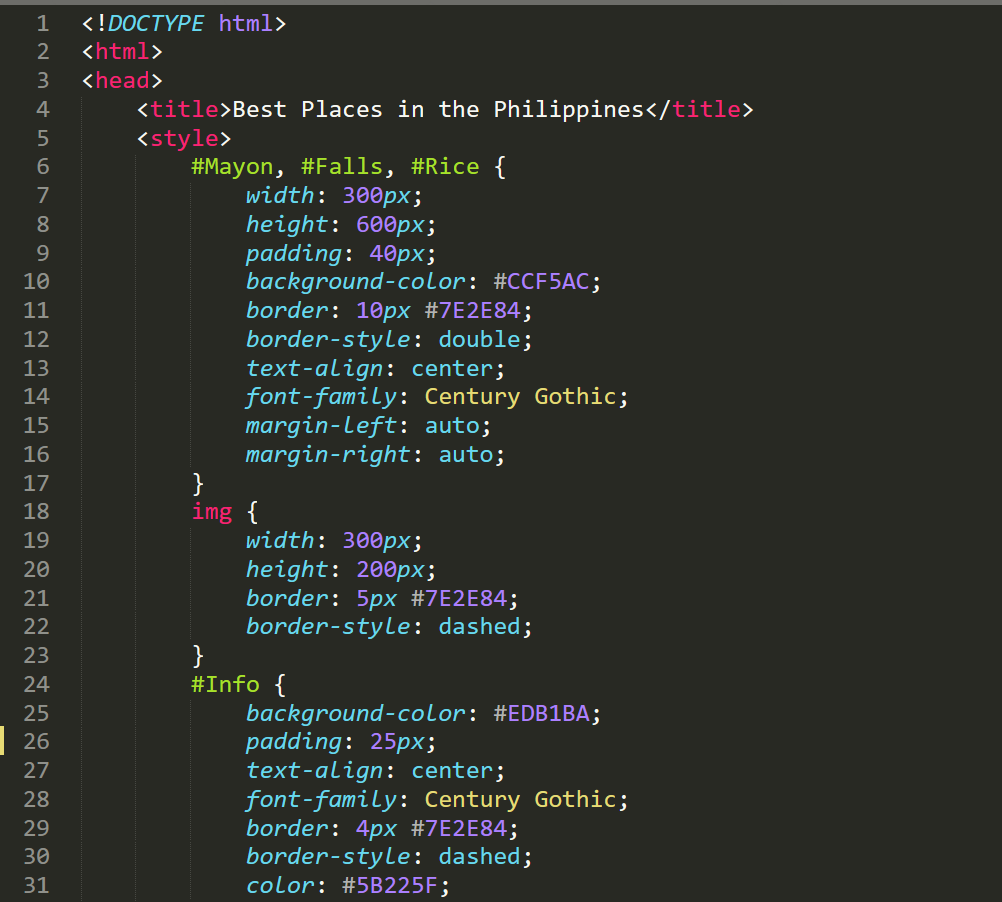 1 <!DOCTYPE html>
2 <html>
3 <head>
4 <title>Best Places in the Philippines</title>
5 <style>
6 #Mayon, #Falls, #Rice {
7 width: 300px;
8 height: 600px;
9 padding: 40px;
10 background-color: #CCF5AC;
11 border: 10px #7E2E84;
12 border-style: double;
13 text-align: center;
14 font-family: Century Gothic;
15 margin-left: auto;
16 margin-right: auto;
17 }
18 img {
19 width: 300px;
20 height: 200px;
21 border: 5px #7E2E84;
22 border-style: dashed;
23 }
24 #Info {
25 background-color: #EDB1BA;
26 padding: 25px;
27 text-align: center;
28 font-family: Century Gothic;
29 border: 4px #7E2E84;
30 border-style: dashed;
31 color: #5B225F;